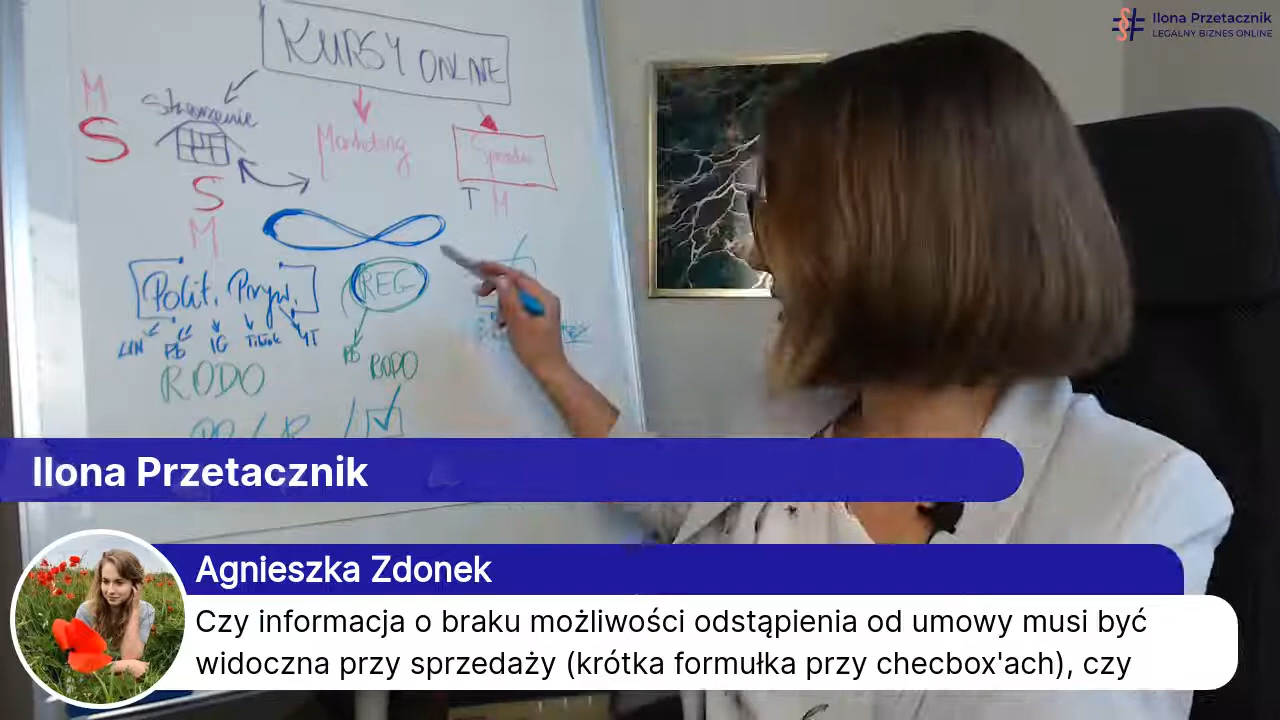 Ilona Przetacznik
LEGALNY BIZNES ONLINE
KURSY ONLINE
M
S
Marketing
S
M
T M
Polit. Pryw.
REG
FB IG Tiktok YT
FB
RODO
RODO
Ilona Przetacznik
Agnieszka Zdonek
Czy informacja o braku możliwości odstąpienia od umowy musi być
widoczna przy sprzedaży (krótka formułka przy checbox'ach), czy